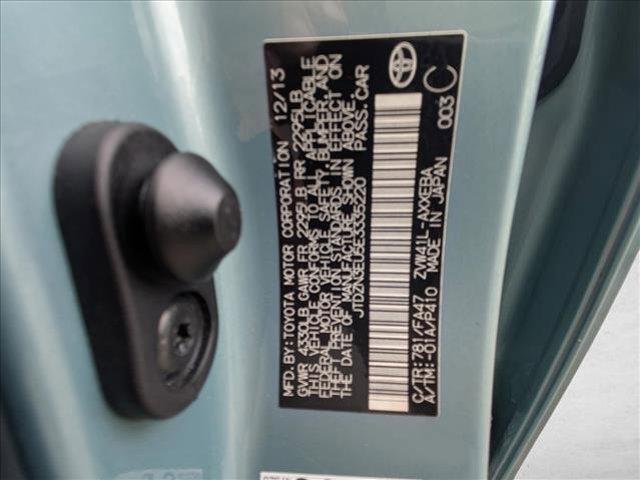 MFD. BY: TOYOTA MOTOR CORPORATION 12/13
GVWR 4330LB GAWR FR 2295LB RR 2295LB
THIS VEHICLE CONFORMS TO ALL APPLICABLE
FEDERAL MOTOR VEHICLE SAFETY, BUMPER, AND
THEFT PREVENTION STANDARDS IN EFFECT ON
THE DATE OF MANUFACTURE SHOWN ABOVE.
JTDZN3EU5E3335220 PASS. CAR
C/TR: 781/FA47 ZVW41L-AXXEBA
A/TM: -01A/P410 MADE IN JAPAN
003 C